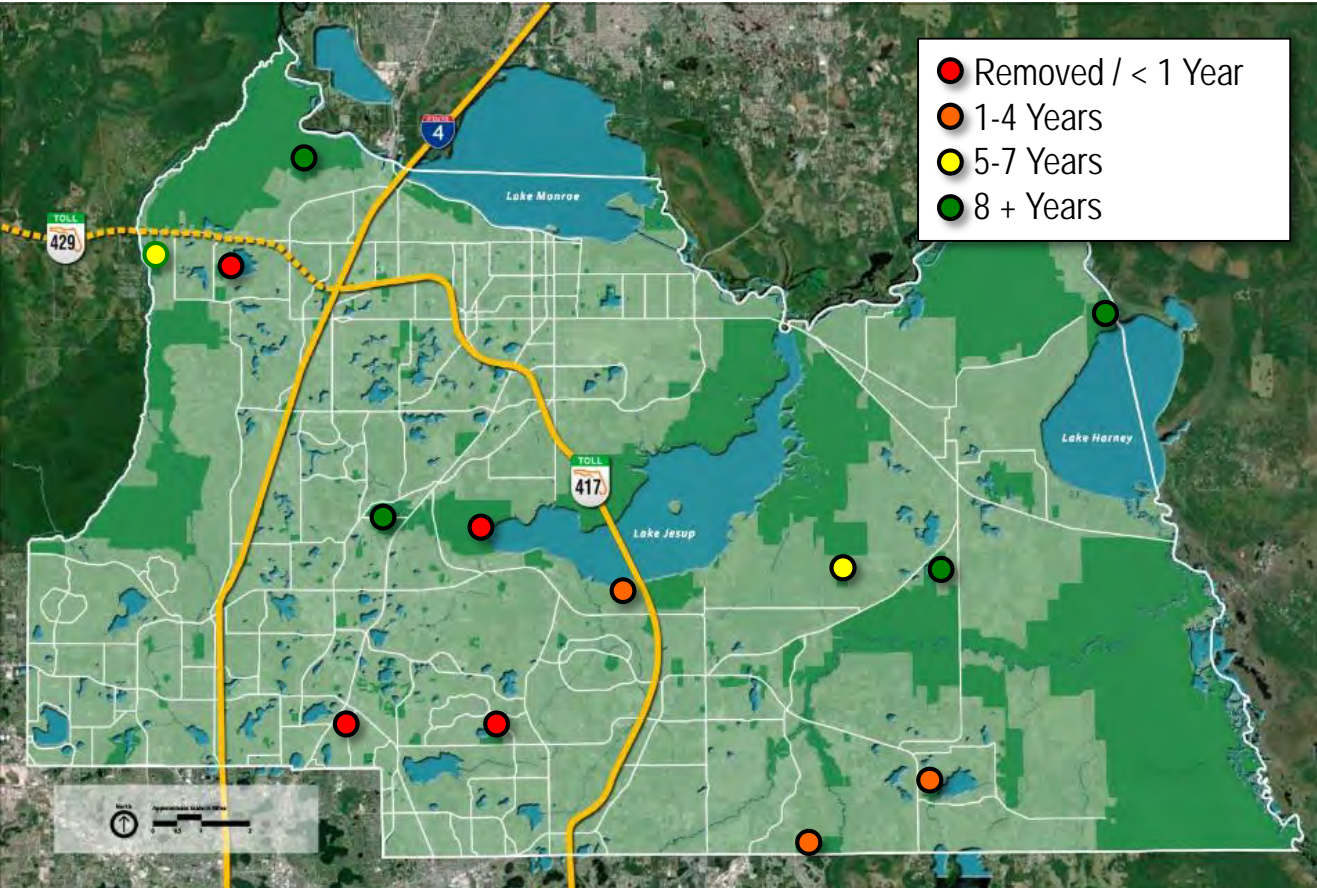 Removed / < 1 Year
1-4 Years
5-7 Years
8 + Years
4
Lake Monroe
TOLL
429
Lake Harney
TOLL
417
Lake Jesup
North